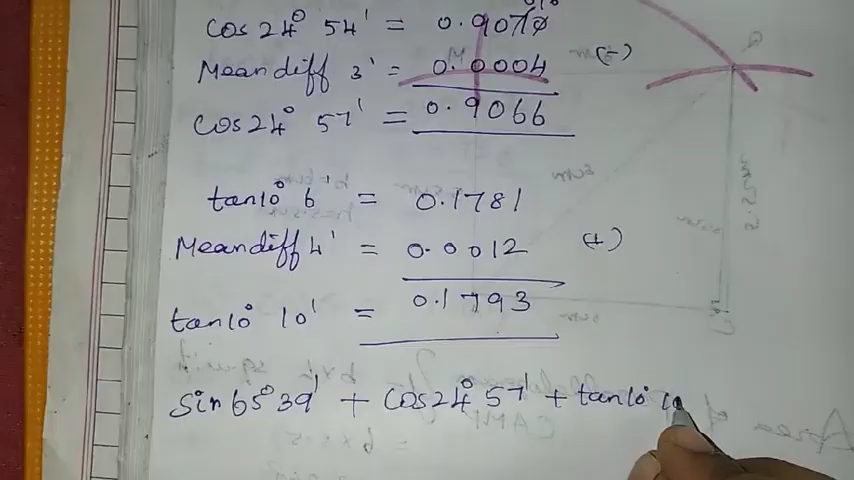 cos 24° 54' = 0.9070
Mean diff 3' = 0.0004 (-)
cos 24° 57' = 0.9066
tan 10° 6' = 0.1781
Mean diff 4' = 0.0012 (+)
tan 10° 10' = 0.1793
sin 65° 39' + cos 24° 57' + tan 10° 10